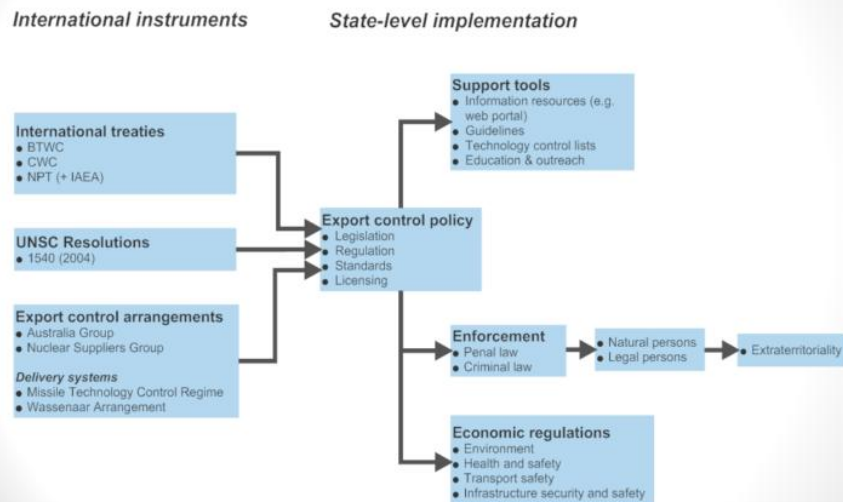 International instruments
State-level implementation
International treaties
• BTWC
• CWC
• NPT (+ IAEA)
UNSC Resolutions
• 1540 (2004)
Export control arrangements
• Australia Group
• Nuclear Suppliers Group
Delivery systems
• Missile Technology Control Regime
• Wassenaar Arrangement
Export control policy
• Legislation
• Regulation
• Standards
• Licensing
Support tools
• Information resources (e.g.
web portal)
• Guidelines
• Technology control lists
• Education & outreach
Enforcement
• Penal law
• Criminal law
• Natural persons
• Legal persons
• Extraterritoriality
Economic regulations
• Environment
• Health and safety
• Transport safety
• Infrastructure security and safety